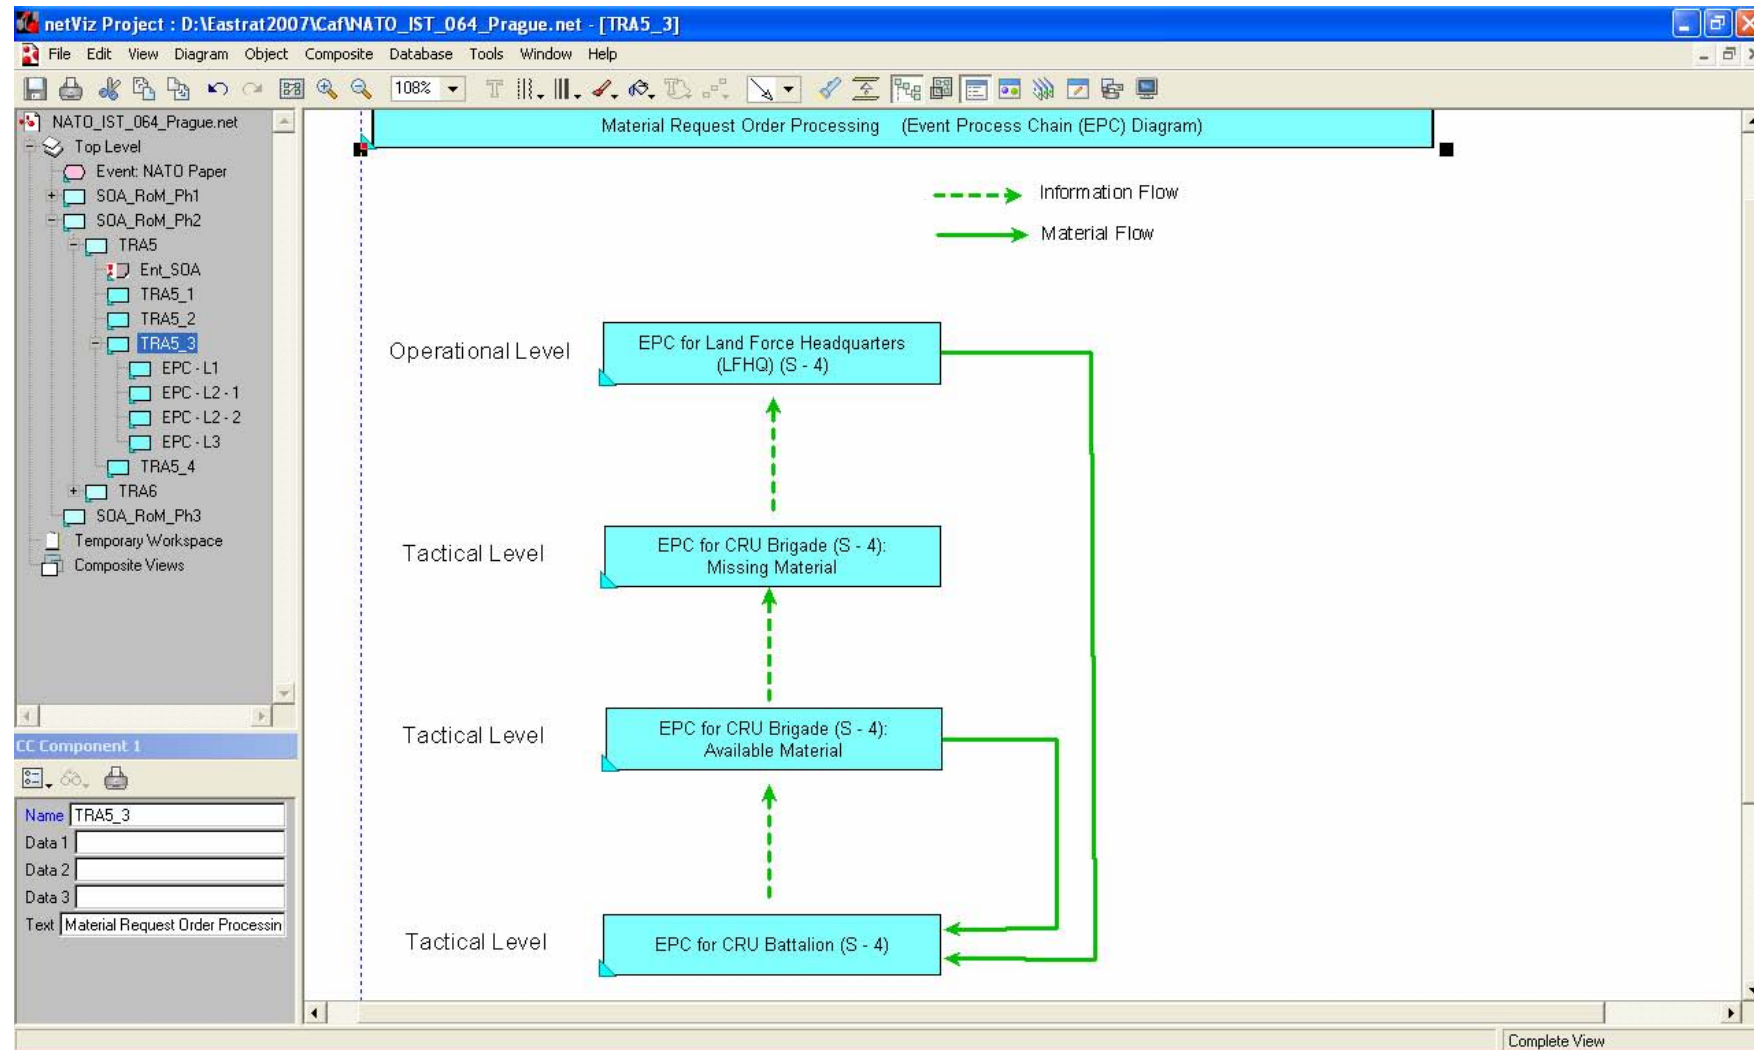 netViz Project : D:\Eastrat2007\Caf\NATO_IST_064_Prague.net - [TRA5_3]
File Edit View Diagram Object Composite Database Tools Window Help
108%
NATO_IST_064_Prague.net
Top Level
Event: NATO Paper
SOA_RoM_Ph1
SOA_RoM_Ph2
TRA5
Ent_SOA
TRA5_1
TRA5_2
TRA5_3
EPC - L1
EPC - L2 - 1
EPC - L2 - 2
EPC - L3
TRA5_4
TRA6
SOA_RoM_Ph3
Temporary Workspace
Composite Views
CC Component 1
Name TRA5_3
Data 1
Data 2
Data 3
Text Material Request Order Processin
Material Request Order Processing (Event Process Chain (EPC) Diagram)
Information Flow
Material Flow
Operational Level
EPC for Land Force Headquarters
(LFHQ) (S - 4)
Tactical Level
EPC for CRU Brigade (S - 4):
Missing Material
Tactical Level
EPC for CRU Brigade (S - 4):
Available Material
Tactical Level
EPC for CRU Battalion (S - 4)
Complete View